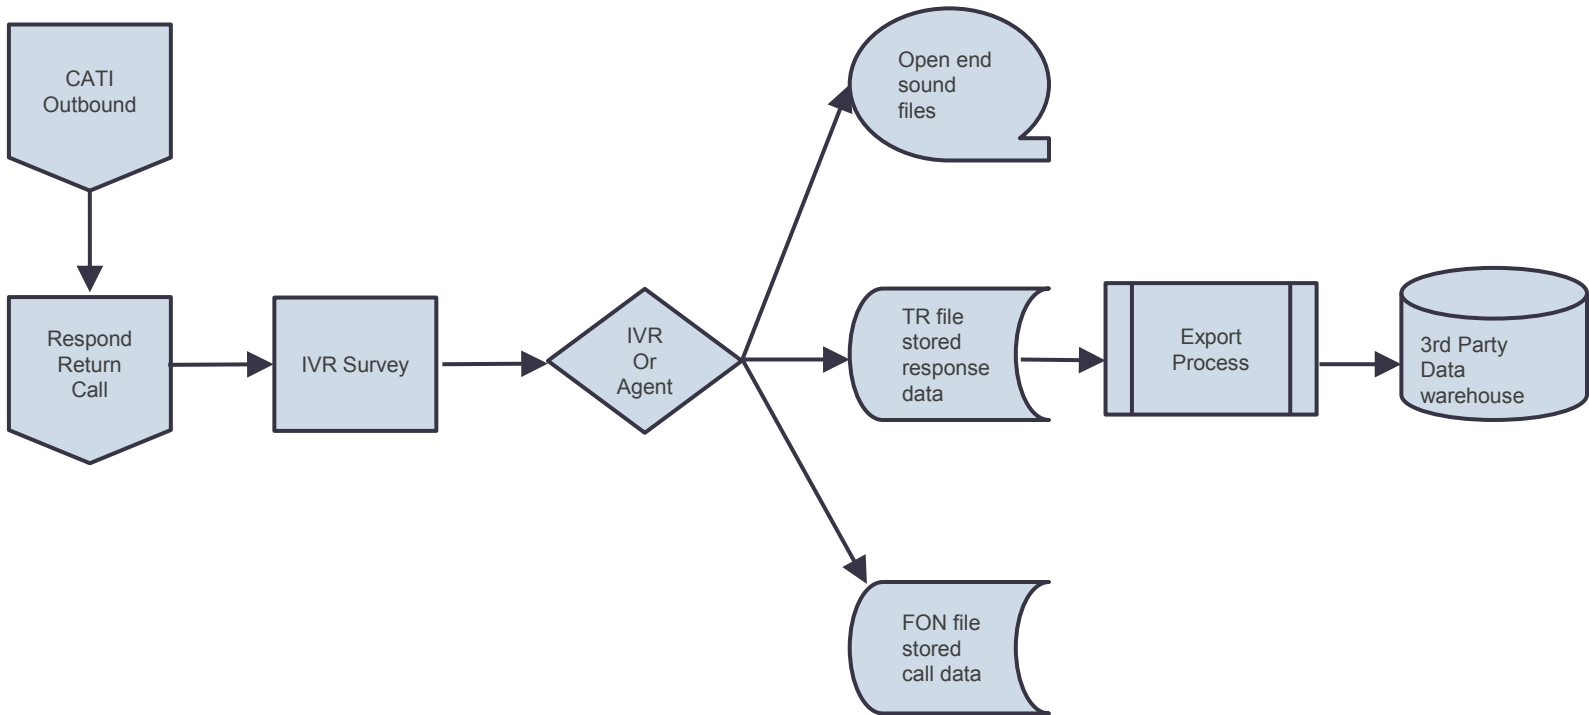 CATI
Outbound
Respond
Return
Call
IVR Survey
IVR
Or
Agent
Open end
sound
files
TR file
stored
response
data
Export
Process
3rd Party
Data
warehouse
FON file
stored
call data